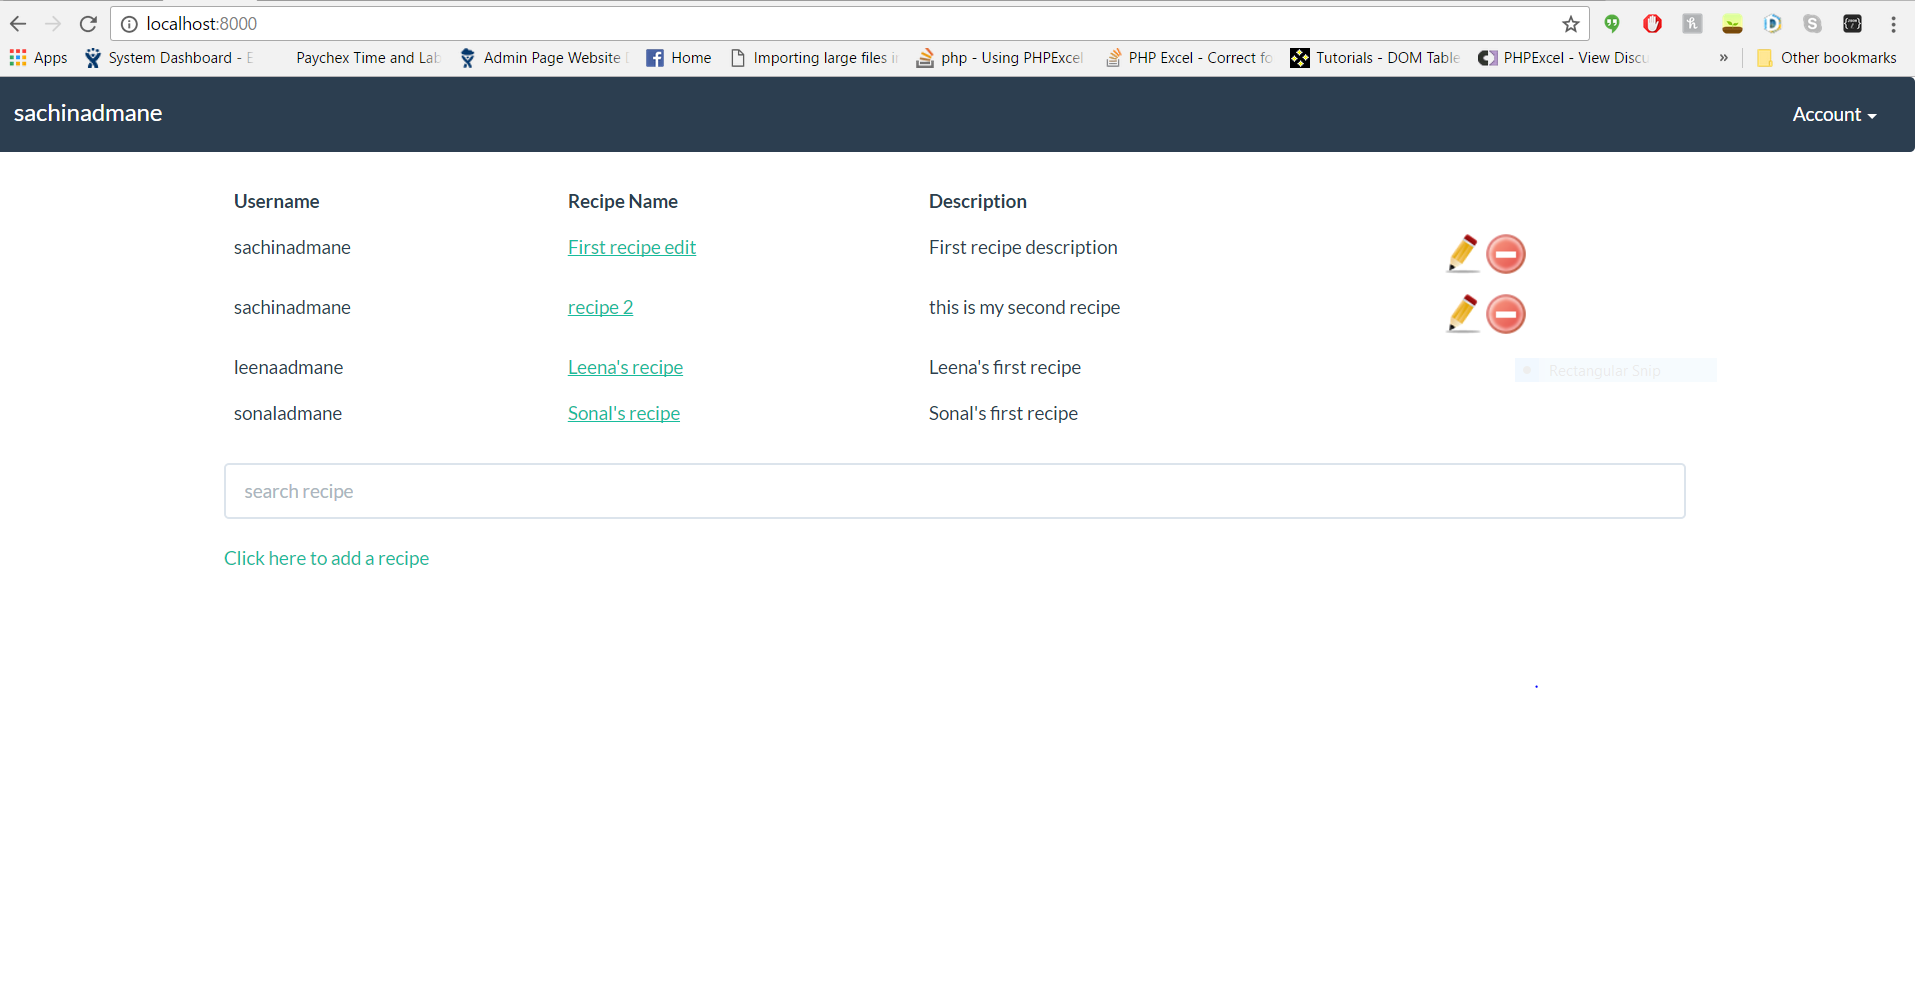 localhost:8000
Apps System Dashboard - E Paychex Time and Lab Admin Page Website D Home Importing large files in php - Using PHPExcel PHP Excel - Correct fo Tutorials - DOM Table PHPExcel - View Discu » Other bookmarks
sachinadmane Account
Username Recipe Name Description
sachinadmane First recipe edit First recipe description
sachinadmane recipe 2 this is my second recipe
leenaadmane Leena's recipe Leena's first recipe
Rectangular Snip
sonaladmane Sonal's recipe Sonal's first recipe
search recipe
Click here to add a recipe